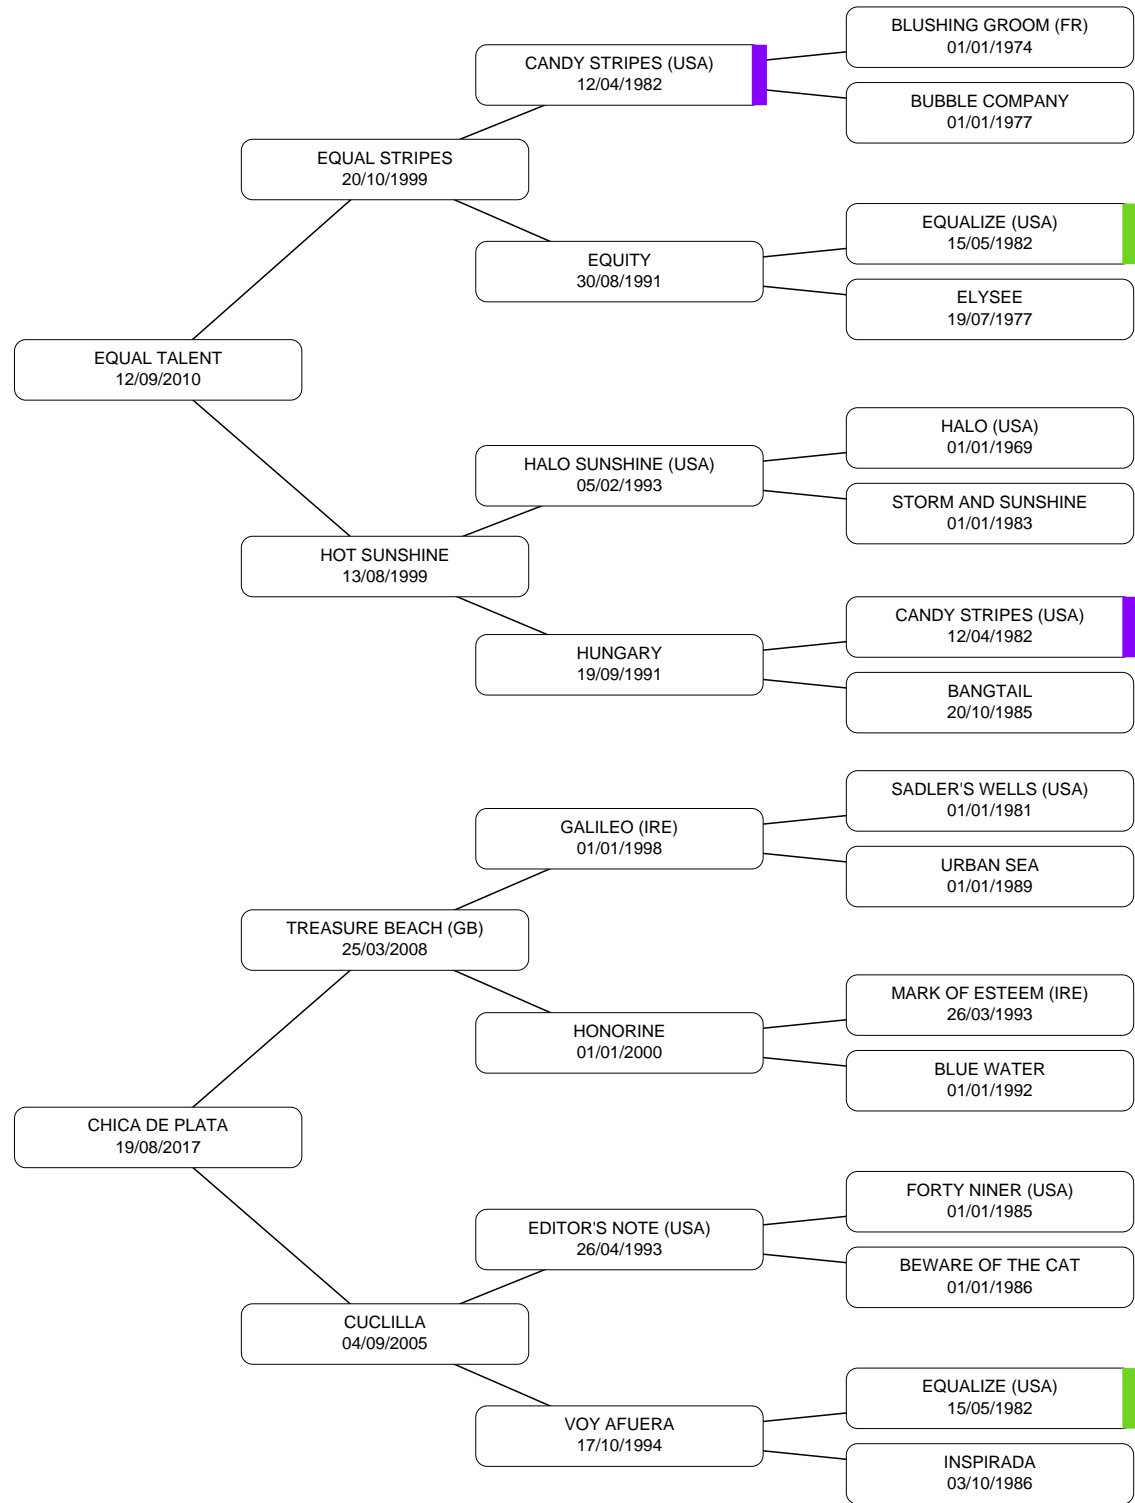 BLUSHING GROOM (FR)
01/01/1974
CANDY STRIPES (USA)
12/04/1982
BUBBLE COMPANY
01/01/1977
EQUAL STRIPES
20/10/1999
EQUALIZE (USA)
15/05/1982
EQUITY
30/08/1991
ELYSEE
19/07/1977
EQUAL TALENT
12/09/2010
HALO (USA)
01/01/1969
HALO SUNSHINE (USA)
05/02/1993
STORM AND SUNSHINE
01/01/1983
HOT SUNSHINE
13/08/1999
CANDY STRIPES (USA)
12/04/1982
HUNGARY
19/09/1991
BANGTAIL
20/10/1985
SADLER'S WELLS (USA)
01/01/1981
GALILEO (IRE)
01/01/1998
URBAN SEA
01/01/1989
TREASURE BEACH (GB)
25/03/2008
MARK OF ESTEEM (IRE)
26/03/1993
HONORINE
01/01/2000
BLUE WATER
01/01/1992
CHICA DE PLATA
19/08/2017
FORTY NINER (USA)
01/01/1985
EDITOR'S NOTE (USA)
26/04/1993
BEWARE OF THE CAT
01/01/1986
CUCLILLA
04/09/2005
EQUALIZE (USA)
15/05/1982
VOY AFUERA
17/10/1994
INSPIRADA
03/10/1986